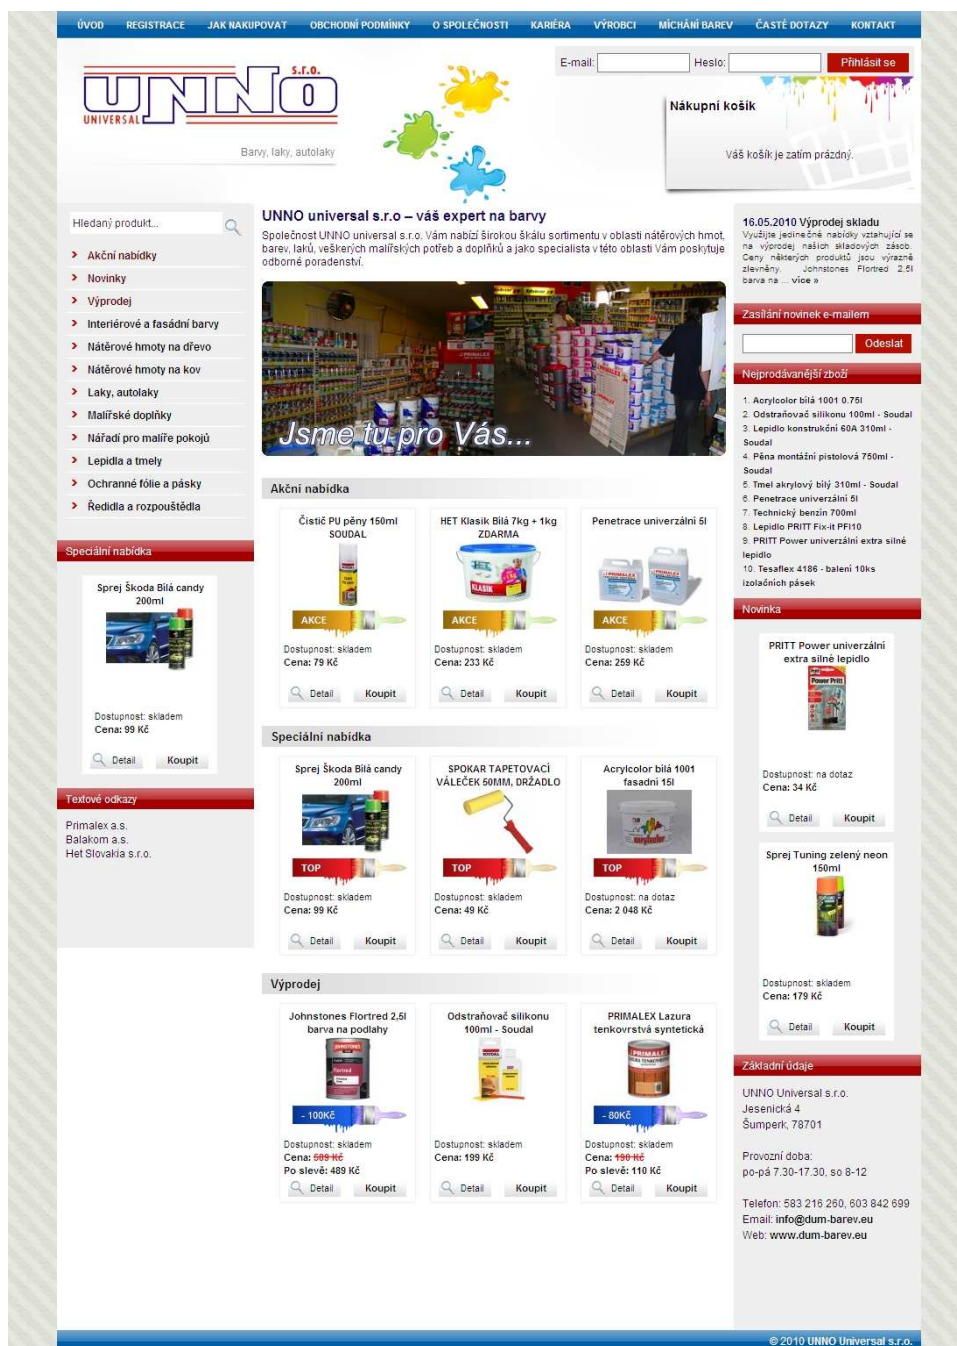 ÚVOD REGISTRACE JAK NAKUPOVAT OBCHODNÍ PODMÍNKY O SPOLEČNOSTI KARIÉRA VÝROBCI MÍCHÁNÍ BAREV ČASTÉ DOTAZY KONTAKT
E-mail: Heslo: Přihlásit se
UNNO s.r.o.
UNIVERSAL
Barvy, laky, autolaky
Nákupní košík
Váš košík je zatím prázdný.
Hledaný produkt...
Akční nabídky
Novinky
Výprodej
Interiérové a fasádní barvy
Nátěrové hmoty na dřevo
Nátěrové hmoty na kov
Laky, autolaky
Malířské doplňky
Nářadí pro malíře pokojů
Lepidla a tmely
Ochranné fólie a pásky
Ředidla a rozpouštědla
Speciální nabídka
Sprej Škoda Bílá candy
200ml
Dostupnost: skladem
Cena: 99 Kč
Detail Koupit
Textové odkazy
Primalex a.s.
Balakom a.s.
Het Slovakia s.r.o.
UNNO universal s.r.o – váš expert na barvy
Společnost UNNO universal s.r.o. Vám nabízí širokou škálu sortimentu v oblasti nátěrových hmot,
barev, laků, veškerých malířských potřeb a doplňků a jako specialista v této oblasti Vám poskytuje
odborné poradenství.
Jsme tu pro Vás...
Akční nabídka
Čistič PU pěny 150ml
SOUDAL
AKCE
Dostupnost: skladem
Cena: 79 Kč
Detail Koupit
HET Klasik Bílá 7kg + 1kg
ZDARMA
HET
KLASIK
AKCE
Dostupnost: skladem
Cena: 233 Kč
Detail Koupit
Penetrace univerzální 5l
AKCE
Dostupnost: skladem
Cena: 259 Kč
Detail Koupit
Speciální nabídka
Sprej Škoda Bílá candy
200ml
TOP
Dostupnost: skladem
Cena: 99 Kč
Detail Koupit
SPOKAR TAPETOVACÍ
VÁLEČEK 50MM, DRŽADLO
TOP
Dostupnost: skladem
Cena: 49 Kč
Detail Koupit
Acrylcolor bílá 1001
fasadní 15l
acrylcolor
TOP
Dostupnost: na dotaz
Cena: 2 048 Kč
Detail Koupit
Výprodej
Johnstones Flortred 2,5l
barva na podlahy
JOHNSTONES
Flortred
- 100Kč
Dostupnost: skladem
Cena: 589 Kč
Po slevě: 489 Kč
Detail Koupit
Odstraňovač silikonu
100ml - Soudal
SOUDAL
Dostupnost: skladem
Cena: 199 Kč
Detail Koupit
PRIMALEX Lazura
tenkovrstvá syntetická
PRIMALEX
- 80Kč
Dostupnost: skladem
Cena: 190 Kč
Po slevě: 110 Kč
Detail Koupit
16.05.2010 Výprodej skladu
Využijte jedinečné nabídky vztahující se
na výprodej našich skladových zásob.
Ceny některých produktů jsou výrazně
zlevněny. Johnstones Flortred 2,5l
barva na ... více »
Zasílání novinek e-mailem
Odeslat
Nejprodávanější zboží
1. Acrylcolor bílá 1001 0.75l
2. Odstraňovač silikonu 100ml - Soudal
3. Lepidlo konstrukční 60A 310ml -
Soudal
4. Pěna montážní pistolová 750ml -
Soudal
5. Tmel akrylový bílý 310ml - Soudal
6. Penetrace univerzální 5l
7. Technický benzín 700ml
8. Lepidlo PRITT Fix-it PFI10
9. PRITT Power univerzální extra silné
lepidlo
10. Tesaflex 4186 - balení 10ks
izolačních pásek
Novinka
PRITT Power univerzální
extra silné lepidlo
Power Pritt
Dostupnost: na dotaz
Cena: 34 Kč
Detail Koupit
Sprej Tuning zelený neon
150ml
Dostupnost: skladem
Cena: 179 Kč
Detail Koupit
Základní údaje
UNNO Universal s.r.o.
Jesenická 4
Šumperk, 78701
Provozní doba:
po-pá 7.30-17.30, so 8-12
Telefon: 583 216 260, 603 842 699
Email: info@dum-barev.eu
Web: www.dum-barev.eu
© 2010 UNNO Universal s.r.o.